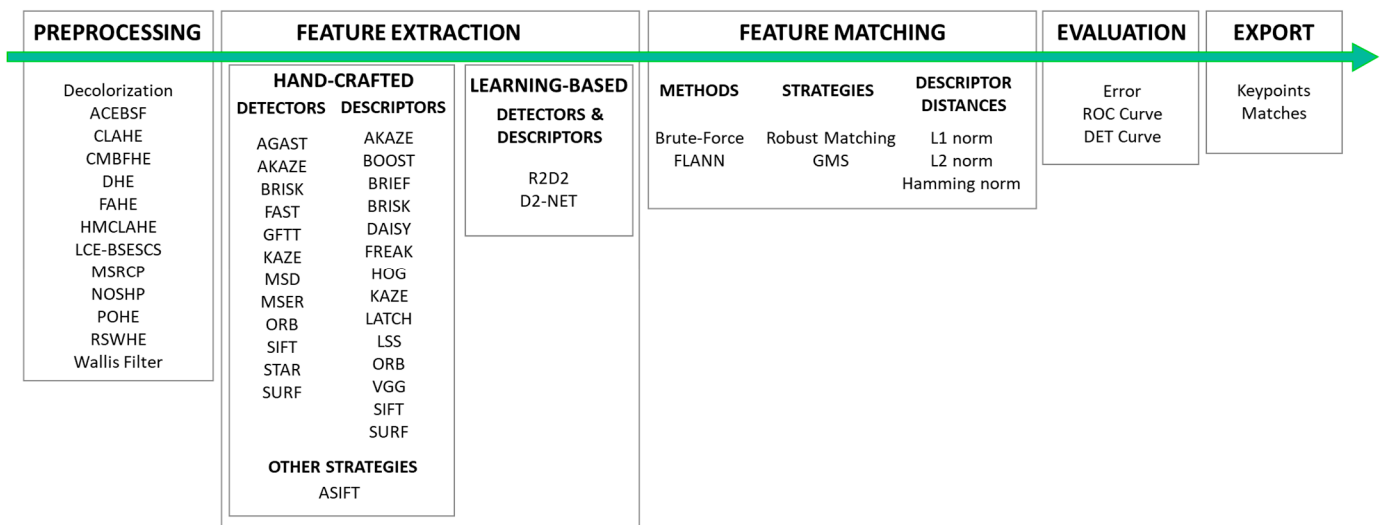 PREPROCESSING
Decolorization
ACEBSF
CLAHE
CMBFHE
DHE
FAHE
HMCLAHE
LCE-BSESCS
MSRCP
NOSHP
POHE
RSWHE
Wallis Filter
FEATURE EXTRACTION
HAND-CRAFTED
DETECTORS
AGAST
AKAZE
BRISK
FAST
GFTT
KAZE
MSD
MSER
ORB
SIFT
STAR
SURF
DESCRIPTORS
AKAZE
BOOST
BRIEF
BRISK
DAISY
FREAK
HOG
KAZE
LATCH
LSS
ORB
VGG
SIFT
SURF
OTHER STRATEGIES
ASIFT
LEARNING-BASED
DETECTORS &
DESCRIPTORS
R2D2
D2-NET
FEATURE MATCHING
METHODS
Brute-Force
FLANN
STRATEGIES
Robust Matching
GMS
DESCRIPTOR
DISTANCES
L1 norm
L2 norm
Hamming norm
EVALUATION
Error
ROC Curve
DET Curve
EXPORT
Keypoints
Matches